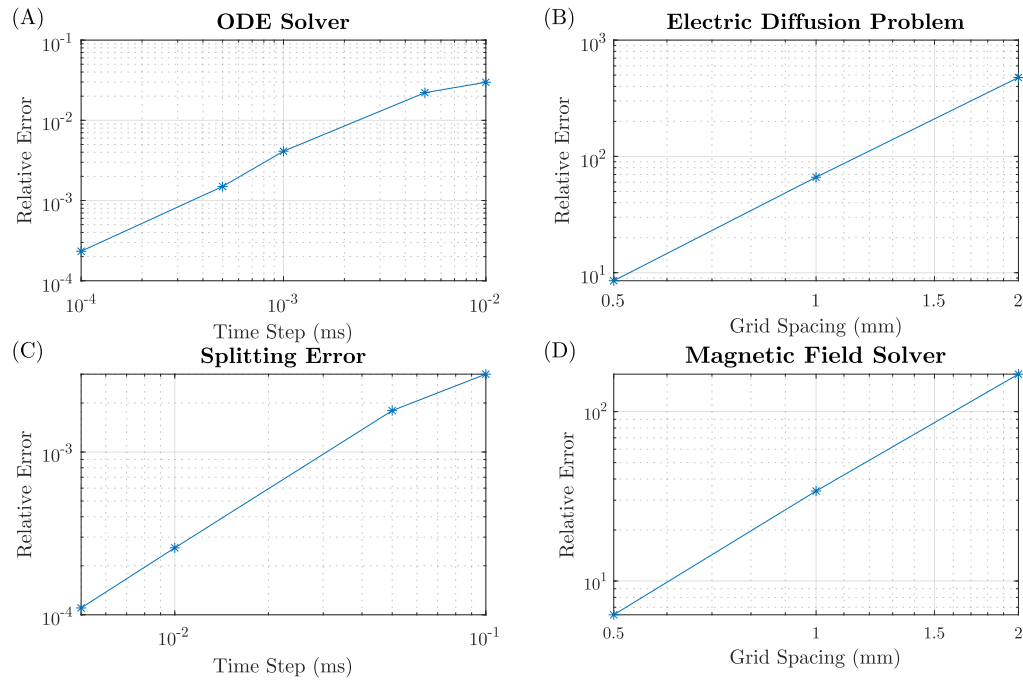 (A)
ODE Solver
10^-1
10^-2
10^-3
10^-4
Relative Error
10^-4
10^-3
10^-2
Time Step (ms)
(B)
Electric Diffusion Problem
10^3
10^2
10^1
Relative Error
0.5
1
1.5
2
Grid Spacing (mm)
(C)
Splitting Error
10^-3
10^-4
Relative Error
10^-2
10^-1
Time Step (ms)
(D)
Magnetic Field Solver
10^2
10^1
Relative Error
0.5
1
1.5
2
Grid Spacing (mm)